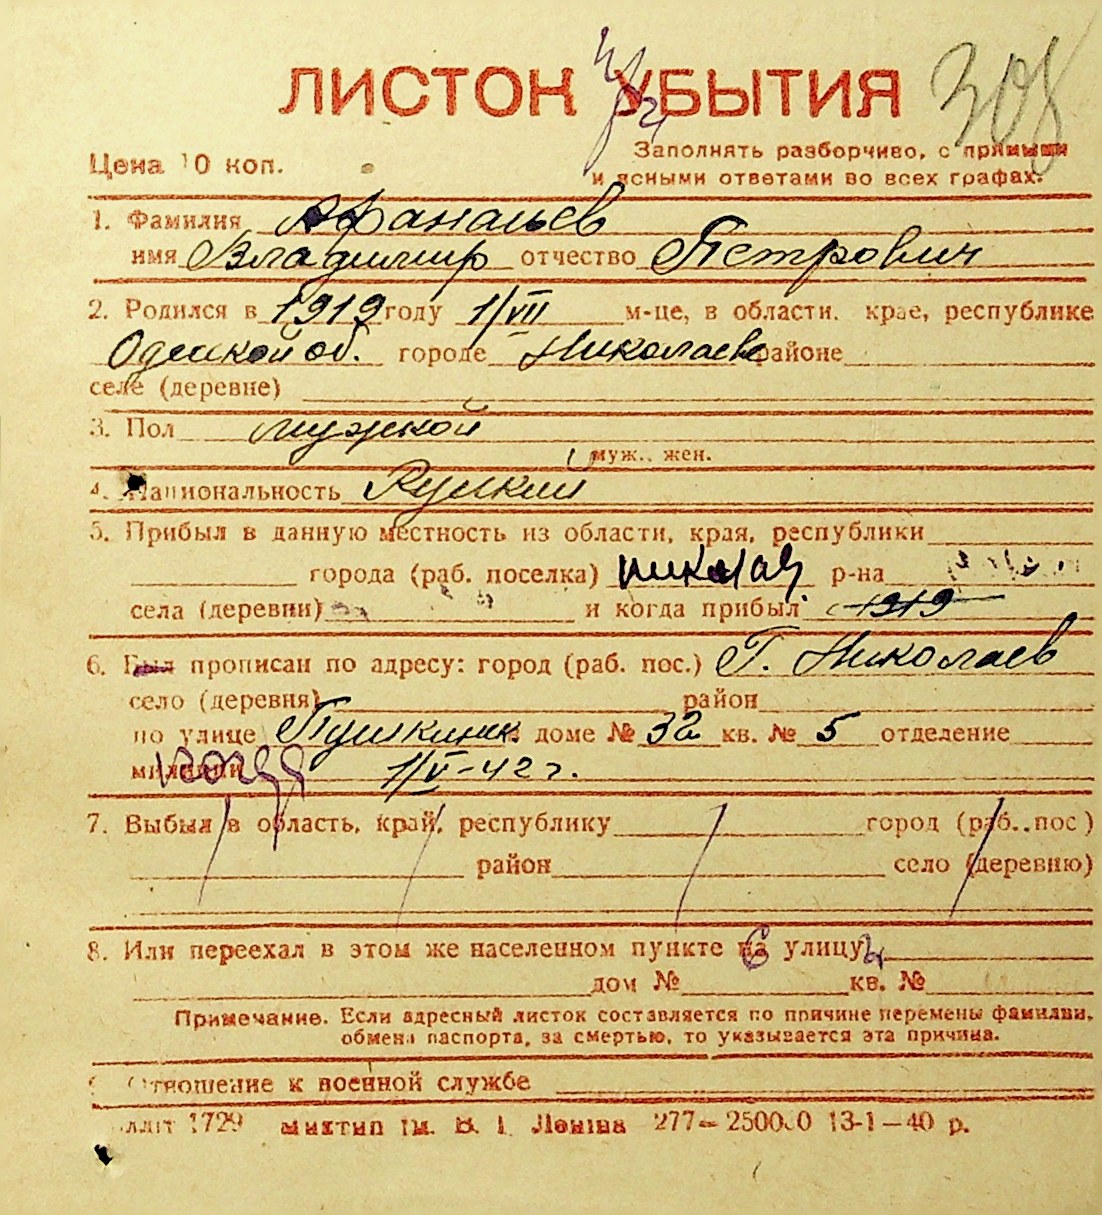 ЛИСТОК УБЫТИЯ 308
Цена 10 коп. Заполнять разборчиво, с прямыми
и ясными ответами во всех графах.
1. Фамилия Афанасьев
имя Владимир отчество Петрович
2. Родился в 1919 году 1/VII м-це, в области, крае, республике
Одесской об. городе Николаев районе
селе (деревне)
3. Пол мужской
муж., жен.
4. Национальность Русский
5. Прибыл в данную местность из области, края, республики
города (раб. поселка) р-на
села (деревни) и когда прибыл 1919
6. Был прописан по адресу: город (раб. пос.) Г. Николаев
село (деревня) район
по улице Пушкинск. доме № 32 кв. № 5 отделение
милиции когда 1/V-42 г.
7. Выбыл в область, край, республику город (раб. пос)
район село (деревню)
8. Или переехал в этом же населенном пункте на улицу
дом № кв. №
Примечание. Если адресный листок составляется по причине перемены фамилии,
обмена паспорта, за смертью, то указывается эта причина.
Отношение к военной службе
1729 им. В. І. Леніна 277— 250000 13-1—40 р.